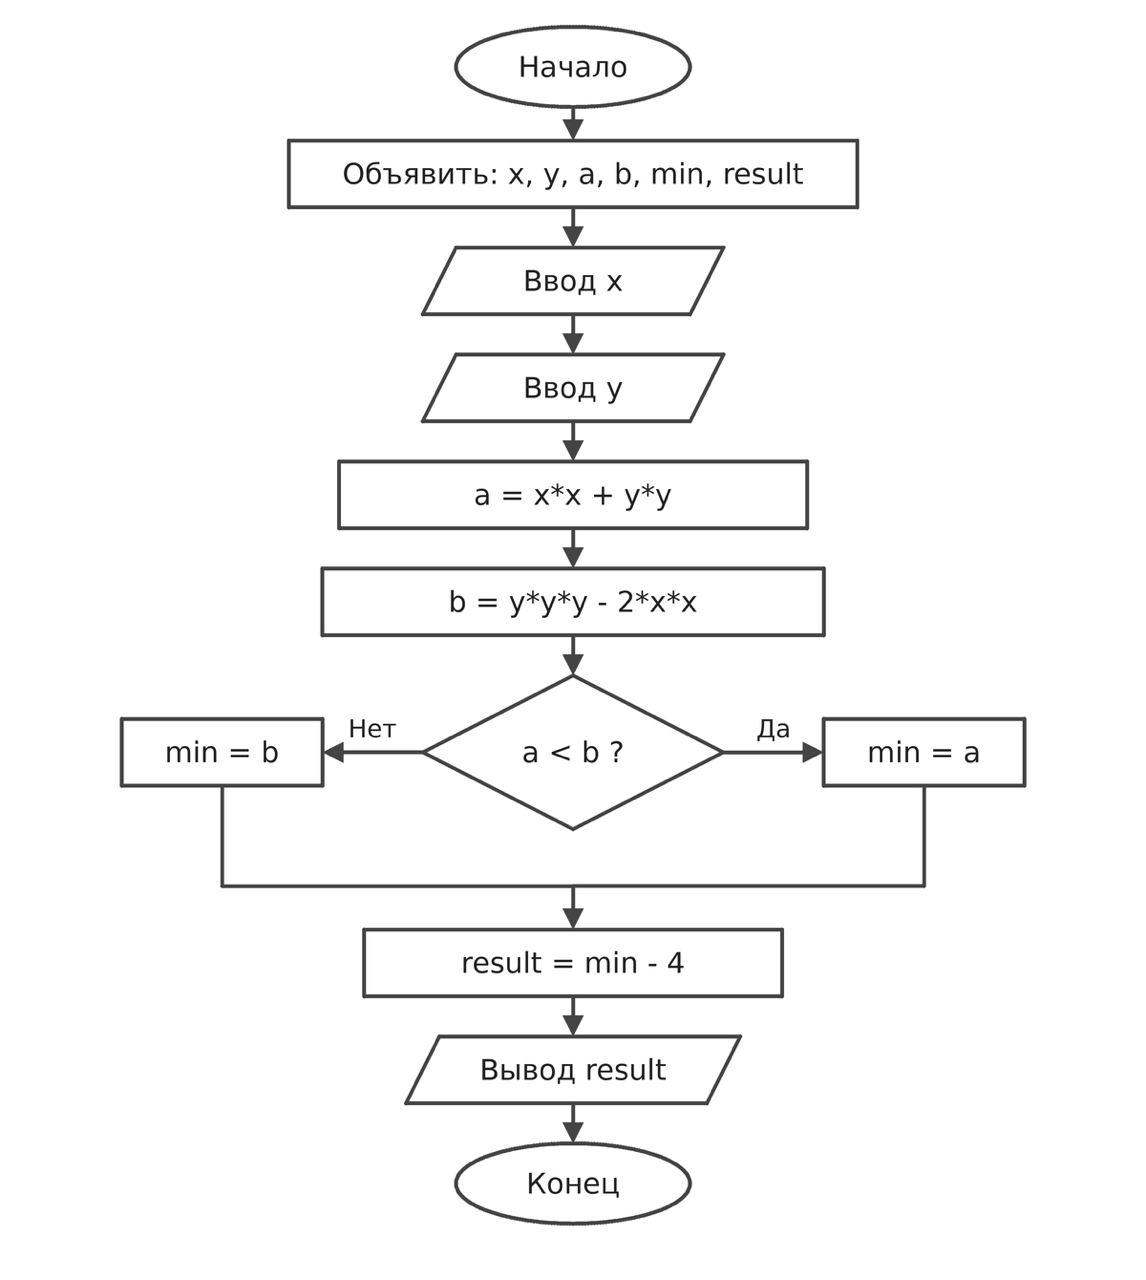 Начало
Объявить: x, y, a, b, min, result
Ввод x
Ввод y
a = x*x + y*y
b = y*y*y - 2*x*x
a < b ?
Нет
Да
min = b
min = a
result = min - 4
Вывод result
Конец